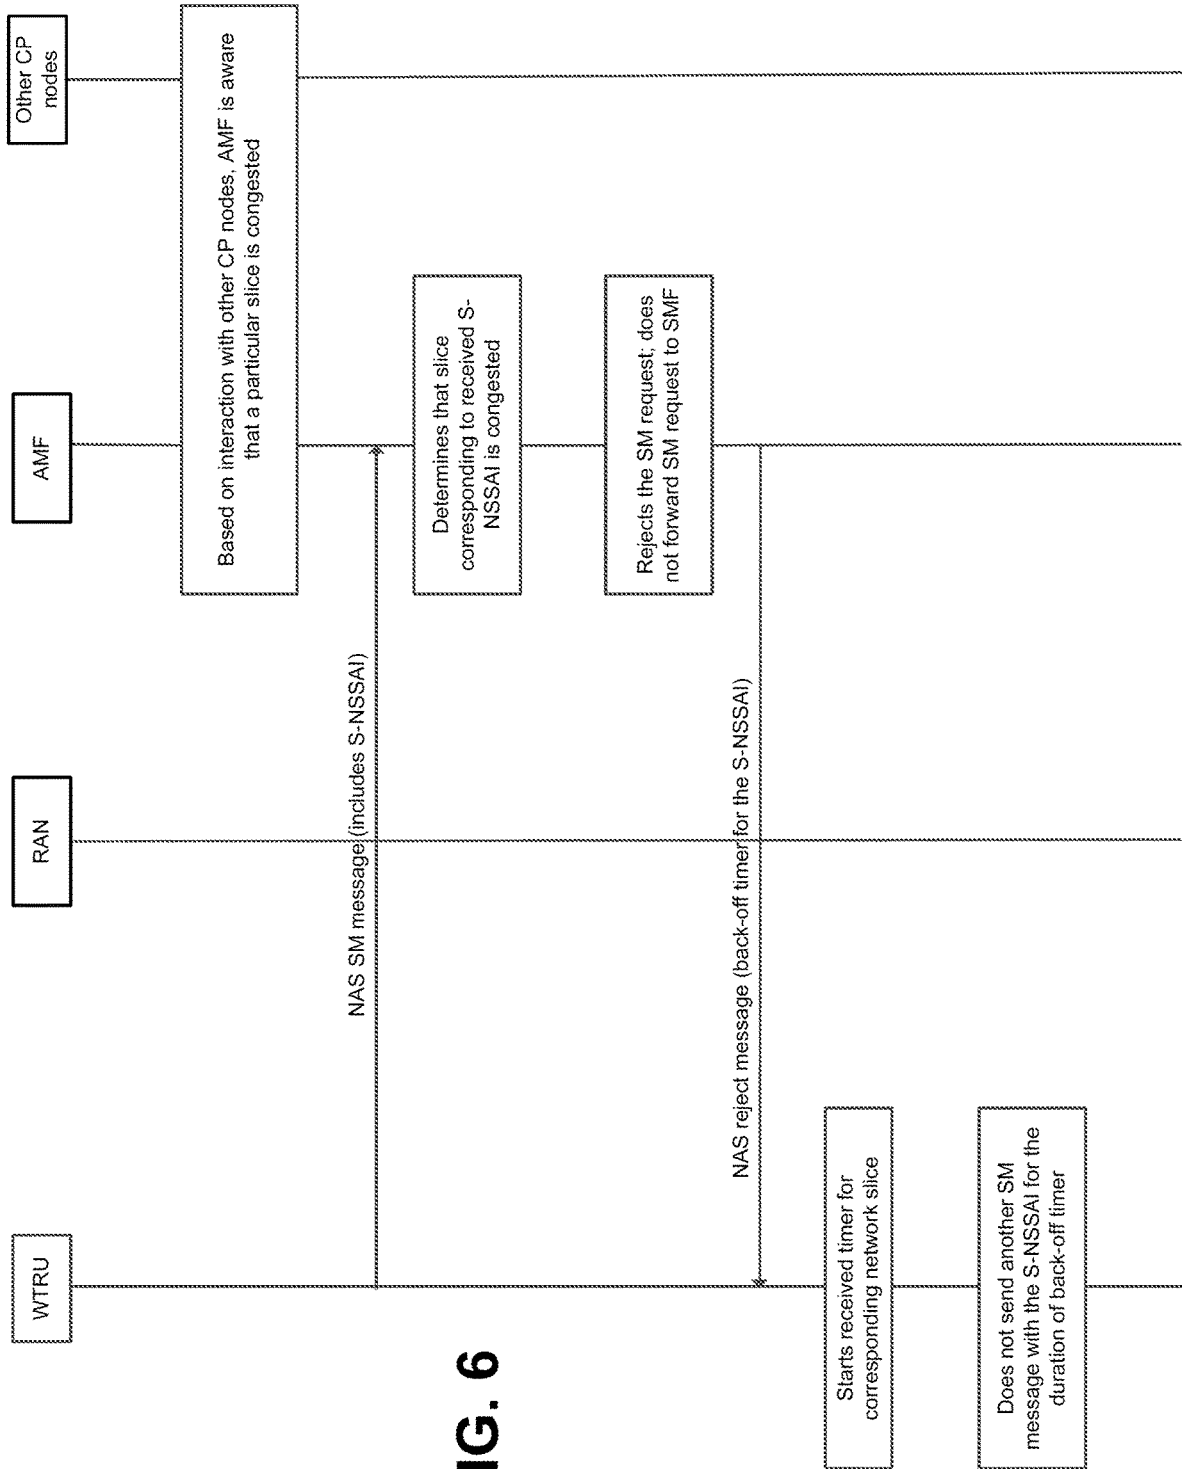 WTRU
RAN
AMF
Other CP
nodes
Based on interaction with other CP nodes, AMF is aware
that a particular slice is congested
NAS SM message (includes S-NSSAI)
Determines that slice
corresponding to received S-
NSSAI is congested
Rejects the SM request; does
not forward SM request to SMF
NAS reject message (back-off timer for the S-NSSAI)
Starts received timer for
corresponding network slice
Does not send another SM
message with the S-NSSAI for the
duration of back-off timer
IG. 6